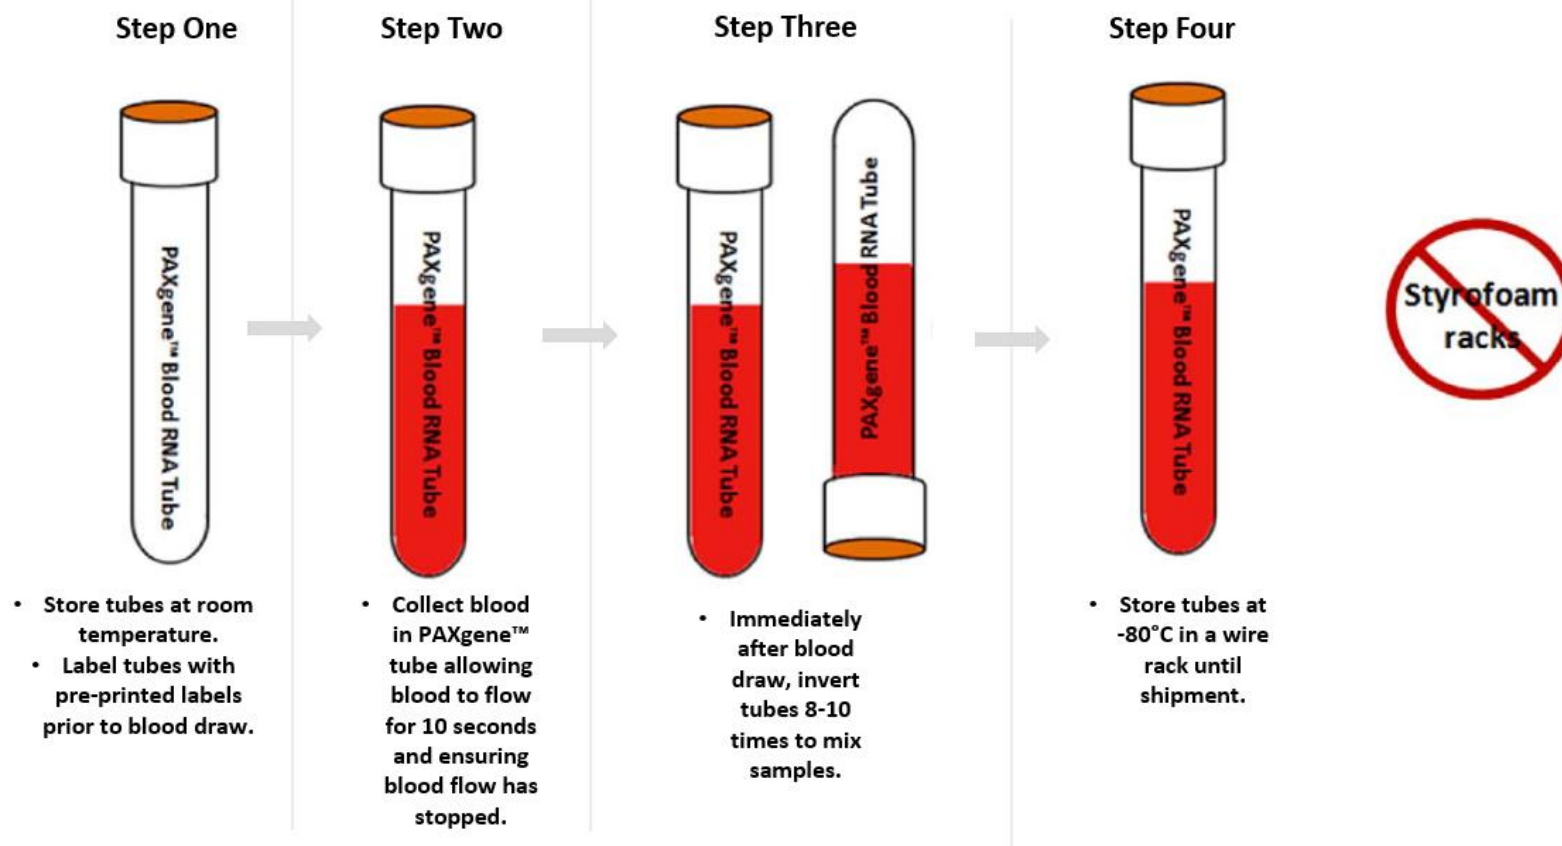 Step One
PAXgene™ Blood RNA Tube
• Store tubes at room
temperature.
• Label tubes with
pre-printed labels
prior to blood draw.
Step Two
PAXgene™ Blood RNA Tube
• Collect blood
in PAXgene™
tube allowing
blood to flow
for 10 seconds
and ensuring
blood flow has
stopped.
Step Three
PAXgene™ Blood RNA Tube
PAXgene™ Blood RNA Tube
• Immediately
after blood
draw, invert
tubes 8-10
times to mix
samples.
Step Four
PAXgene™ Blood RNA Tube
• Store tubes at
-80°C in a wire
rack until
shipment.
Styrofoam
racks